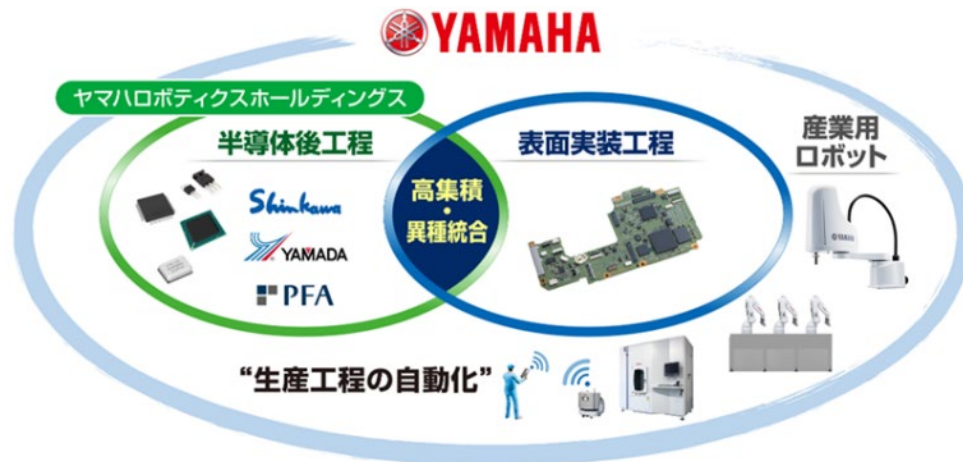 YAMAHA
ヤマハロボティクスホールディングス
半導体後工程
表面実装工程
産業用
ロボット
高集積
・
異種統合
Shinkawa
YAMADA
PFA
YAMAHA
“生産工程の自動化”